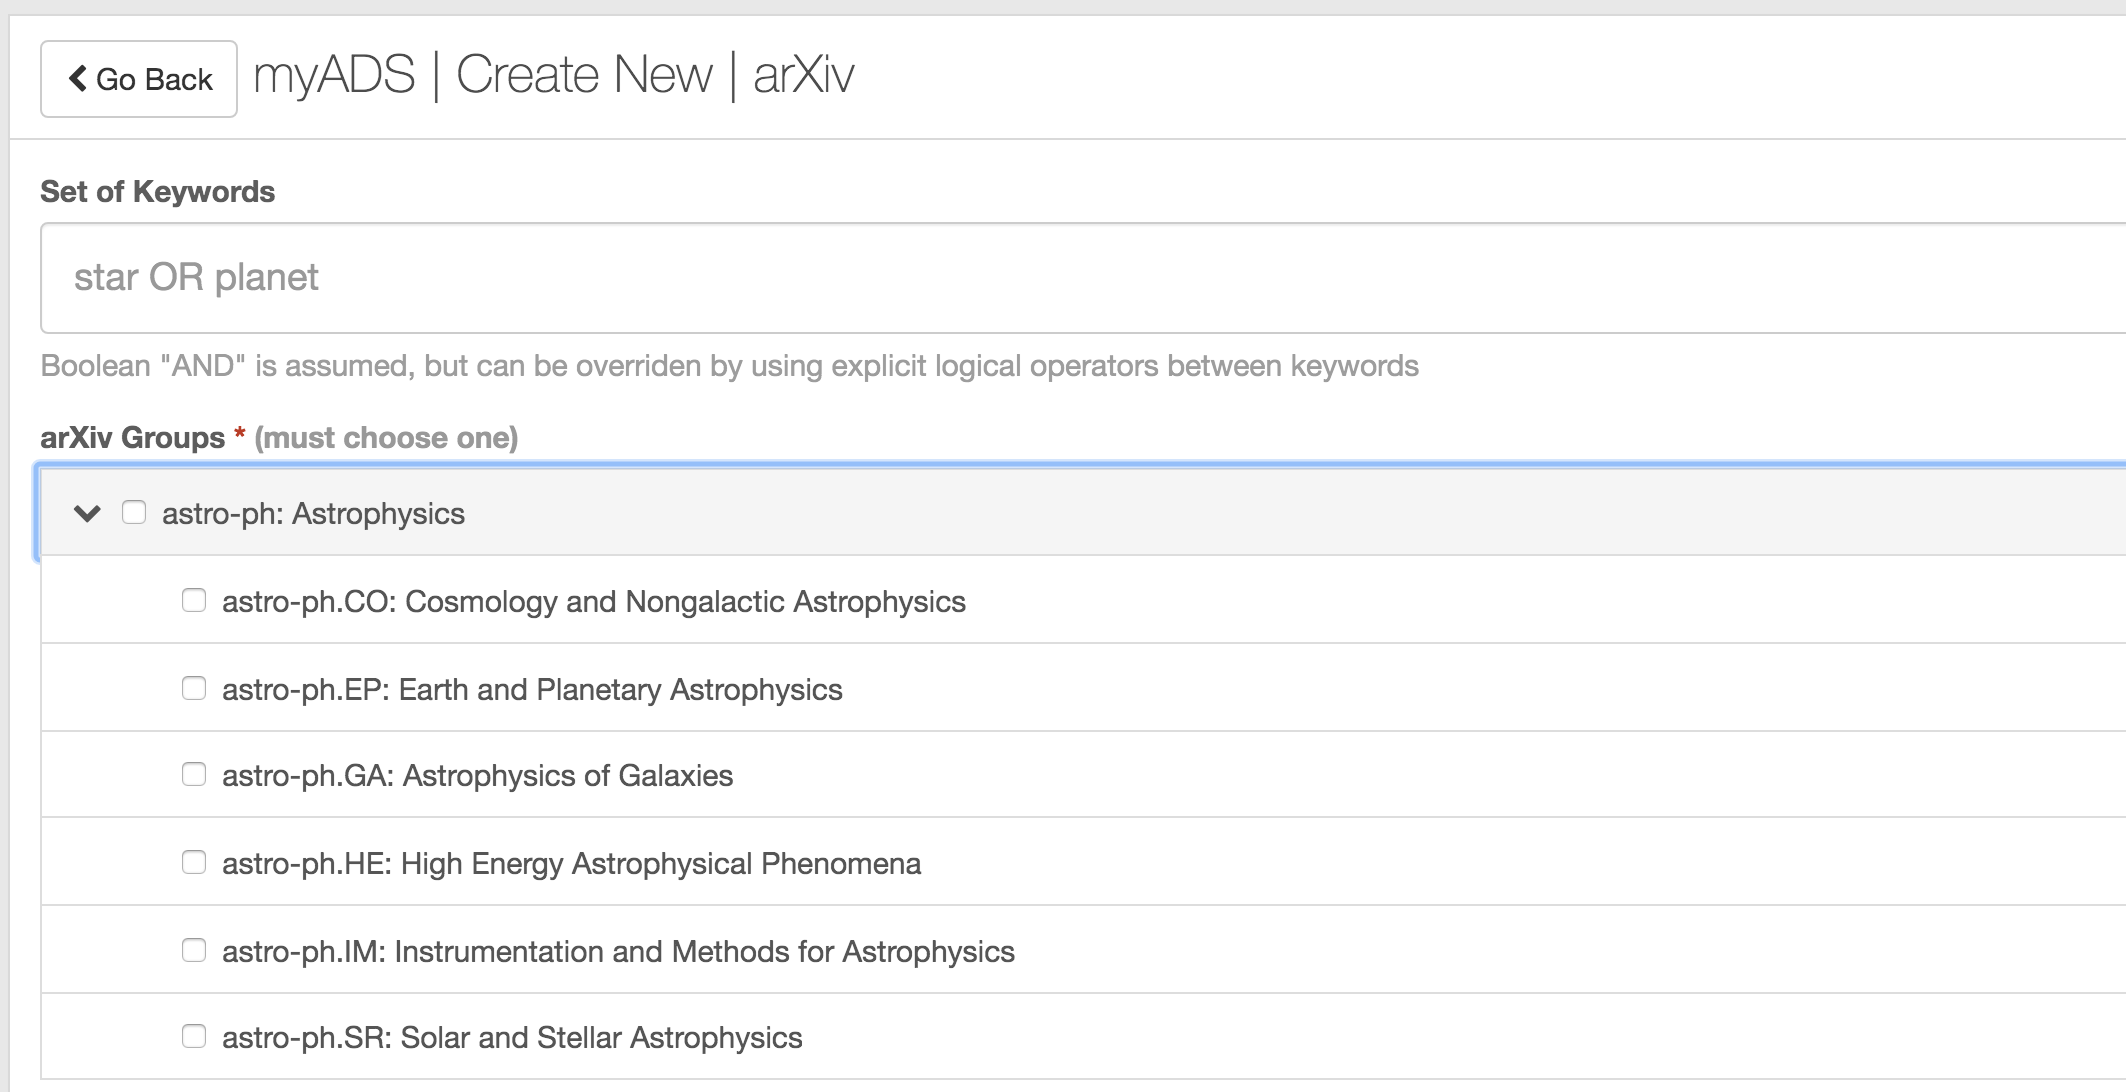 Go Back myADS | Create New | arXiv
Set of Keywords
star OR planet
Boolean "AND" is assumed, but can be overriden by using explicit logical operators between keywords
arXiv Groups * (must choose one)
astro-ph: Astrophysics
astro-ph.CO: Cosmology and Nongalactic Astrophysics
astro-ph.EP: Earth and Planetary Astrophysics
astro-ph.GA: Astrophysics of Galaxies
astro-ph.HE: High Energy Astrophysical Phenomena
astro-ph.IM: Instrumentation and Methods for Astrophysics
astro-ph.SR: Solar and Stellar Astrophysics